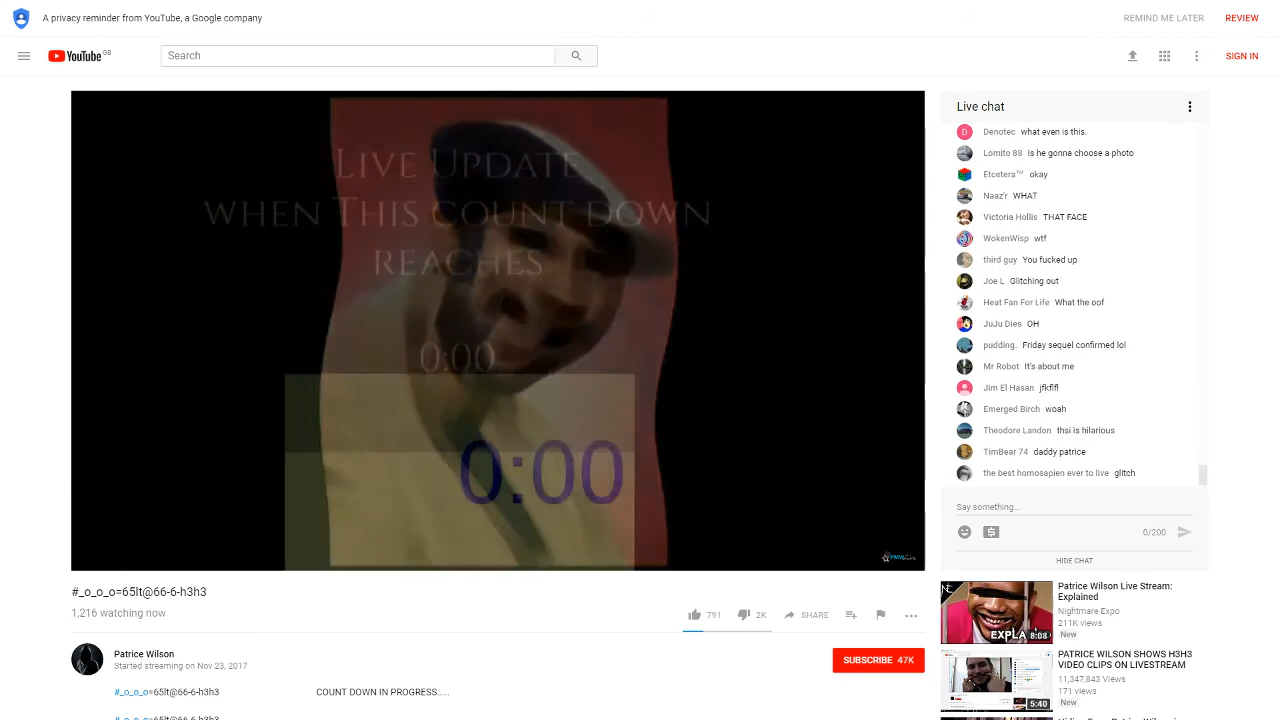 A privacy reminder from YouTube, a Google company
REMIND ME LATER
REVIEW
YouTube GB
Search
SIGN IN
LIVE UPDATE
WHEN THIS COUNT DOWN
REACHES
0:00
0:00
#_o_o_o=65lt@66-6-h3h3
1,216 watching now
791
2K
SHARE
Patrice Wilson
Started streaming on Nov 23, 2017
SUBSCRIBE 47K
#_o_o_o=65lt@66-6-h3h3 COUNT DOWN IN PROGRESS.....
#_o_o_o=65lt@66-6-h3h3
Live chat
D Denotec what even is this.
Lomito 88 Is he gonna choose a photo
Etcetera™ okay
Naaz'r WHAT
Victoria Hollis THAT FACE
WokenWisp wtf
third guy You fucked up
Joe L Glitching out
Heat Fan For Life What the oof
JuJu Dies OH
pudding. Friday sequel confirmed lol
Mr Robot It's about me
Jim El Hasan jfkflfl
Emerged Birch woah
Theodore Landon thsi is hilarious
TimBear 74 daddy patrice
the best homosapien ever to live glitch
Say something...
0/200
HIDE CHAT
EXPLA
8:08
Patrice Wilson Live Stream:
Explained
Nightmare Expo
211K views
New
5:40
PATRICE WILSON SHOWS H3H3
VIDEO CLIPS ON LIVESTREAM
11,347,843 Views
171 views
New